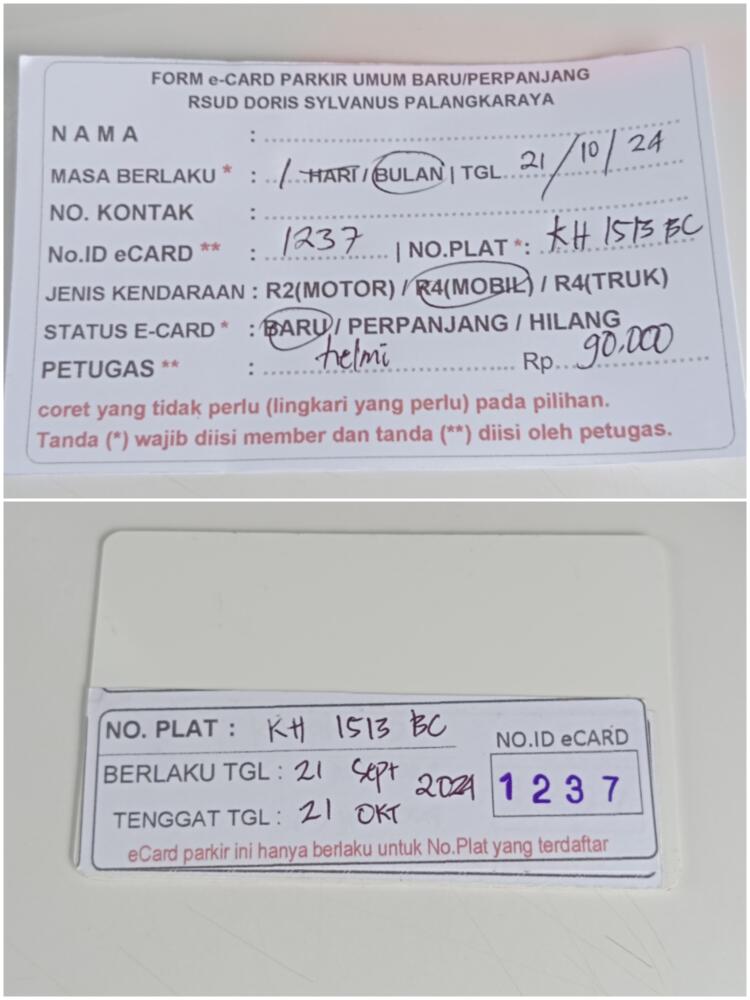 FORM e-CARD PARKIR UMUM BARU/PERPANJANG
RSUD DORIS SYLVANUS PALANGKARAYA
NAMA :
MASA BERLAKU * : 1 HARI / BULAN | TGL 21/10/24
NO. KONTAK :
No.ID eCARD ** : 1237 | NO.PLAT *: KH 1513 BC
JENIS KENDARAAN : R2(MOTOR) / R4(MOBIL) / R4(TRUK)
STATUS E-CARD * : BARU / PERPANJANG / HILANG
PETUGAS ** : helmi Rp. 90.000
coret yang tidak perlu (lingkari yang perlu) pada pilihan.
Tanda (*) wajib diisi member dan tanda (**) diisi oleh petugas.
NO. PLAT : KH 1513 BC
NO.ID eCARD
BERLAKU TGL : 21 Sept 2024
1237
TENGGAT TGL : 21 OKT
eCard parkir ini hanya berlaku untuk No.Plat yang terdaftar